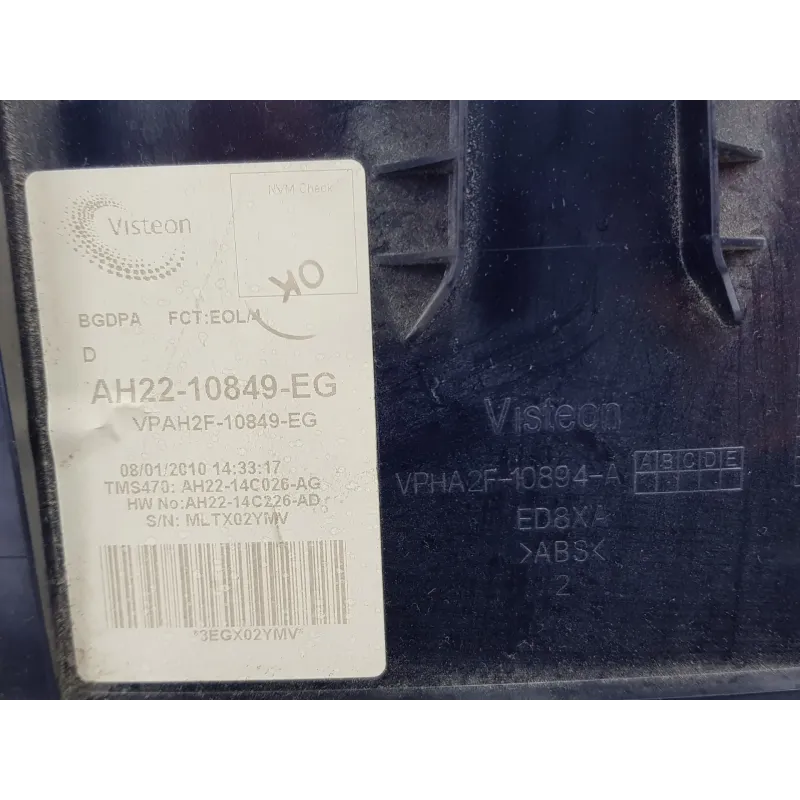 Visteon
NVM Check
OK
BGDPA FCT:EOL/1
D
AH22-10849-EG
VPAH2F-10849-EG
08/01/2010 14:33:17
TMS470: AH22-14C026-AG
HW No:AH22-14C226-AD
S/N: MLTX02YMV
*3EGX02YMV*
Visteon
VPHA2F-10894-A
A B C D E
ED8XA
>ABS<
2